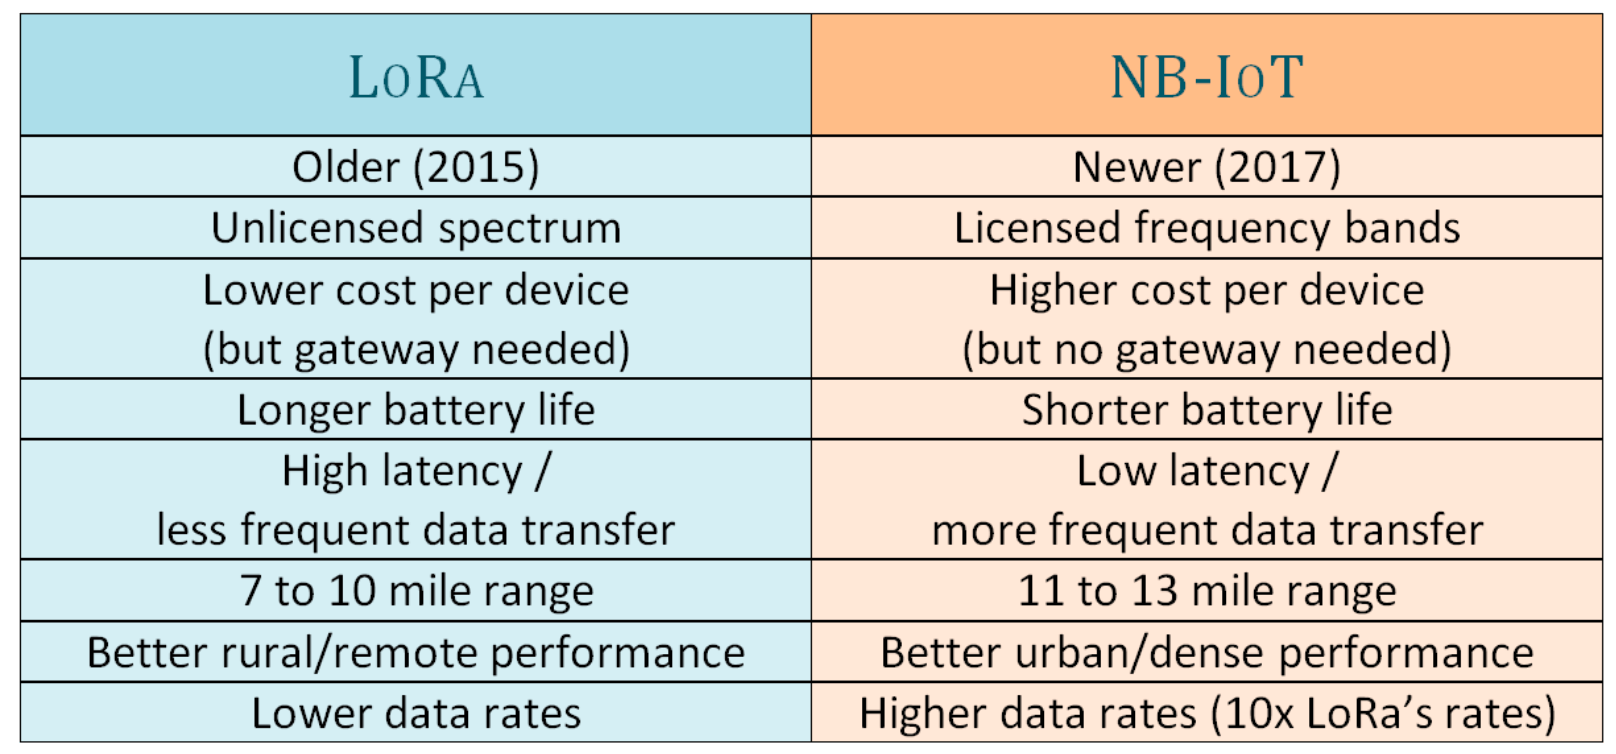 LoRa NB-IoT
Older (2015) Newer (2017)
Unlicensed spectrum Licensed frequency bands
Lower cost per device Higher cost per device
(but gateway needed) (but no gateway needed)
Longer battery life Shorter battery life
High latency / Low latency /
less frequent data transfer more frequent data transfer
7 to 10 mile range 11 to 13 mile range
Better rural/remote performance Better urban/dense performance
Lower data rates Higher data rates (10x LoRa’s rates)